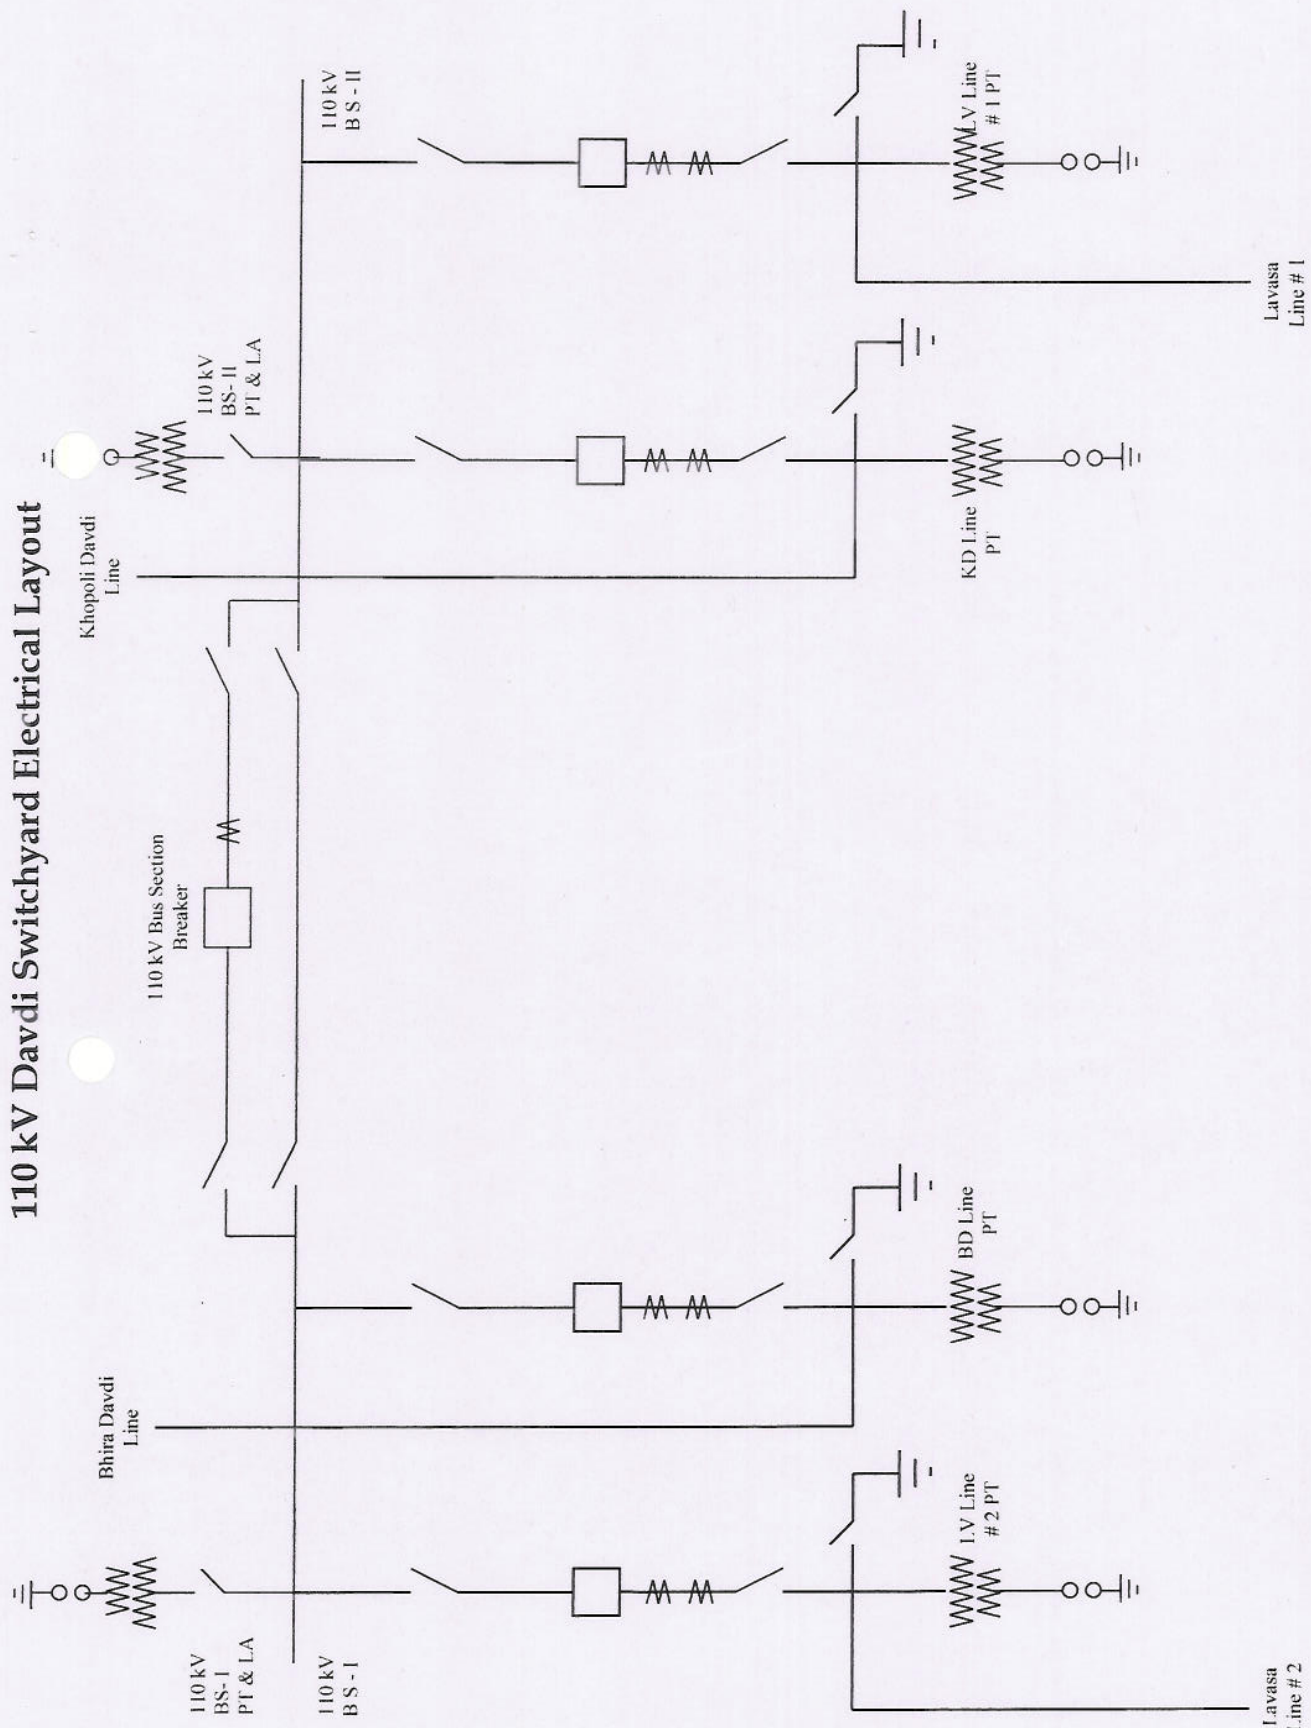 110 kV Davdi Switchyard Electrical Layout
110 kV
BS- I
PT & LA
110 kV
B S - I
Bhira Davdi
Line
110 kV Bus Section
Breaker
Khopoli Davdi
Line
110 kV
BS- II
PT & LA
110 kV
B S - II
LV Line
# 2 PT
BD Line
PT
KD Line
PT
LV Line
# 1 PT
Lavasa
Line # 2
Lavasa
Line # 1